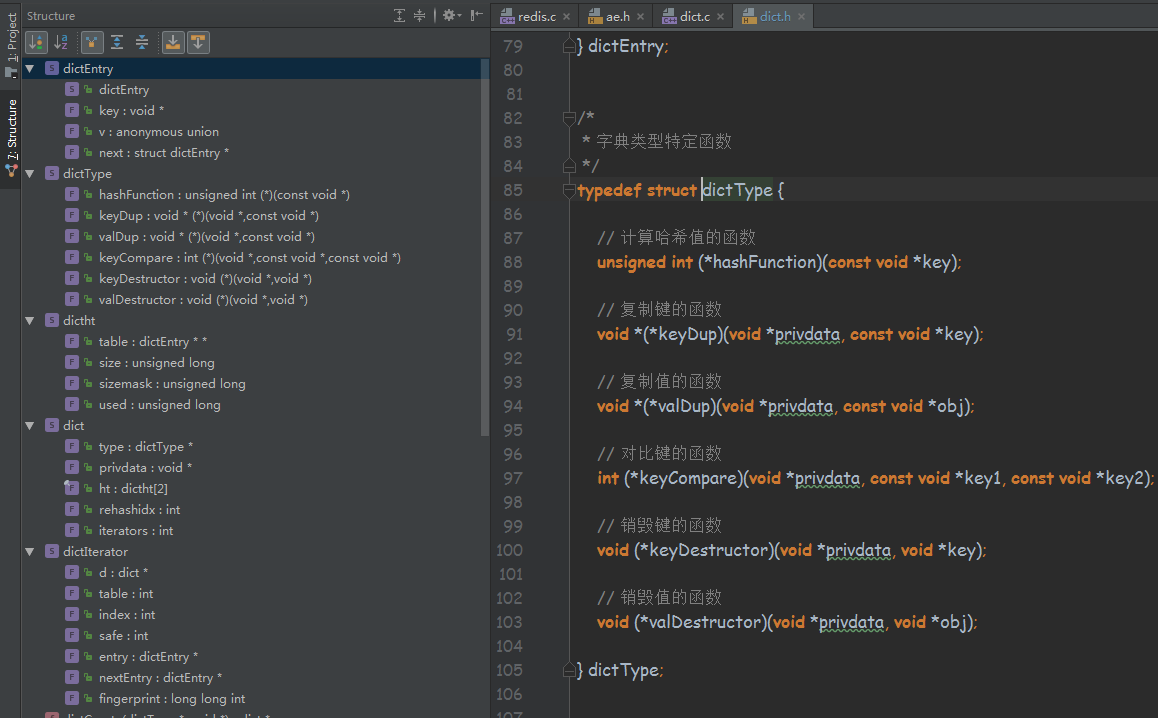 1: Project
7: Structure
Structure
dictEntry
dictEntry
key : void *
v : anonymous union
next : struct dictEntry *
dictType
hashFunction : unsigned int (*)(const void *)
keyDup : void * (*)(void *,const void *)
valDup : void * (*)(void *,const void *)
keyCompare : int (*)(void *,const void *,const void *)
keyDestructor : void (*)(void *,void *)
valDestructor : void (*)(void *,void *)
dictht
table : dictEntry * *
size : unsigned long
sizemask : unsigned long
used : unsigned long
dict
type : dictType *
privdata : void *
ht : dictht[2]
rehashidx : int
iterators : int
dictIterator
d : dict *
table : int
index : int
safe : int
entry : dictEntry *
nextEntry : dictEntry *
fingerprint : long long int
redis.c ae.h dict.c dict.h
79 } dictEntry;
80
81
82 /*
83 * 字典类型特定函数
84 */
85 typedef struct dictType {
86
87 // 计算哈希值的函数
88 unsigned int (*hashFunction)(const void *key);
89
90 // 复制键的函数
91 void *(*keyDup)(void *privdata, const void *key);
92
93 // 复制值的函数
94 void *(*valDup)(void *privdata, const void *obj);
95
96 // 对比键的函数
97 int (*keyCompare)(void *privdata, const void *key1, const void *key2);
98
99 // 销毁键的函数
100 void (*keyDestructor)(void *privdata, void *key);
101
102 // 销毁值的函数
103 void (*valDestructor)(void *privdata, void *obj);
104
105 } dictType;
106